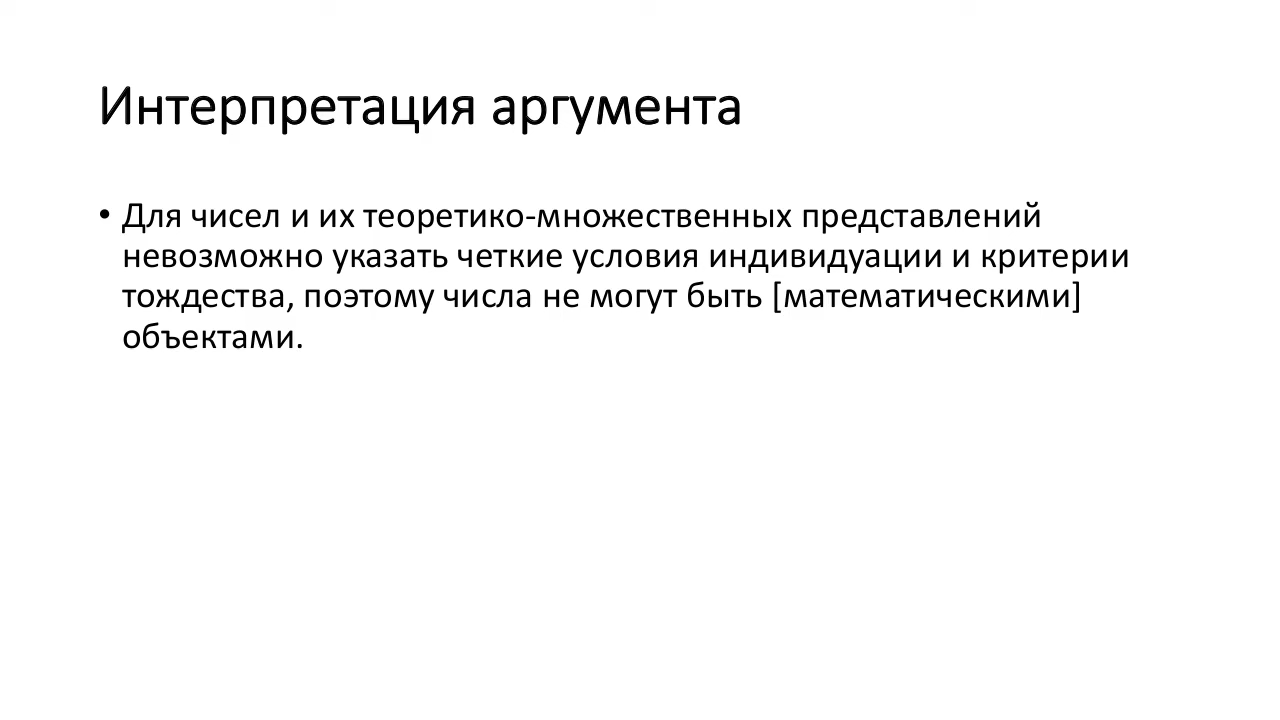 Интерпретация аргумента
• Для чисел и их теоретико-множественных представлений
невозможно указать четкие условия индивидуации и критерии
тождества, поэтому числа не могут быть [математическими]
объектами.